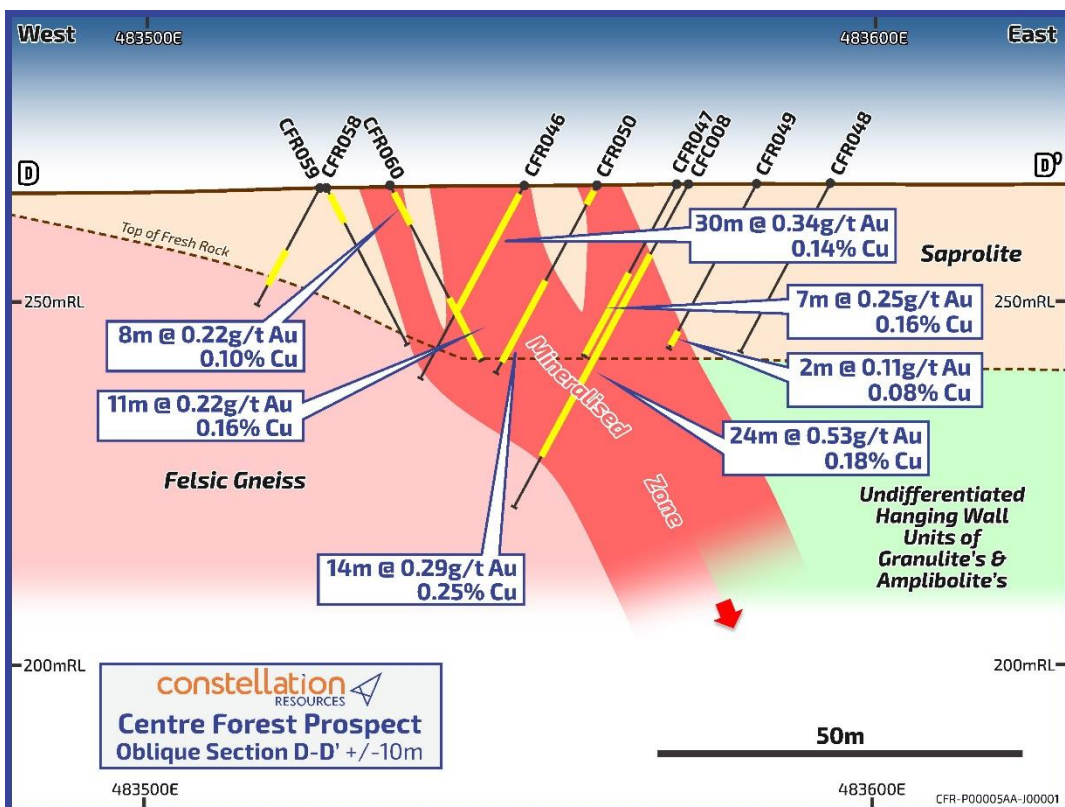 West
483500E
483600E
East
CFR059
CFR058
CFR060
CFR046
CFR050
CFR047
CFC008
CFR049
CFR048
D
D'
Top of Fresh Rock
Saprolite
250mRL
250mRL
30m @ 0.34g/t Au
0.14% Cu
7m @ 0.25g/t Au
0.16% Cu
8m @ 0.22g/t Au
0.10% Cu
2m @ 0.11g/t Au
0.08% Cu
11m @ 0.22g/t Au
0.16% Cu
24m @ 0.53g/t Au
0.18% Cu
Mineralised
Zone
Felsic Gneiss
Undifferentiated
Hanging Wall
Units of
Granulite's &
Amplibolite's
14m @ 0.29g/t Au
0.25% Cu
200mRL
200mRL
constellation
RESOURCES
Centre Forest Prospect
Oblique Section D-D' +/-10m
50m
483500E
483600E
CFR-P00005AA-J00001